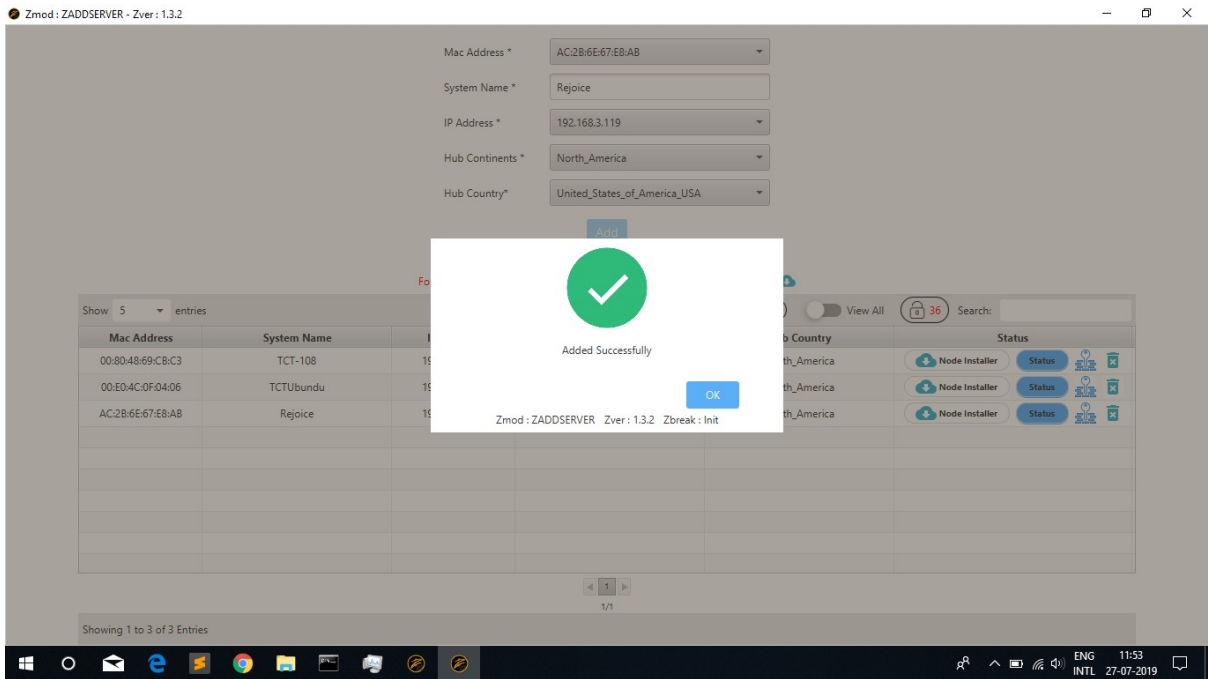 Zmod : ZADDSERVER - Zver : 1.3.2
Mac Address * AC:2B:6E:67:E8:AB
System Name * Rejoice
IP Address * 192.168.3.119
Hub Continents * North_America
Hub Country* United_States_of_America_USA
Add
Fo
Show 5 entries View All 36 Search:
Mac Address System Name I b Country Status
00:80:48:69:CB:C3 TCT-108 19 th_America Node Installer Status
00:E0:4C:0F:04:06 TCTUbundu 19 th_America Node Installer Status
AC:2B:6E:67:E8:AB Rejoice 19 th_America Node Installer Status
Added Successfully
OK
Zmod : ZADDSERVER Zver : 1.3.2 Zbreak : Init
1
1/1
Showing 1 to 3 of 3 Entries
ENG 11:53
INTL 27-07-2019